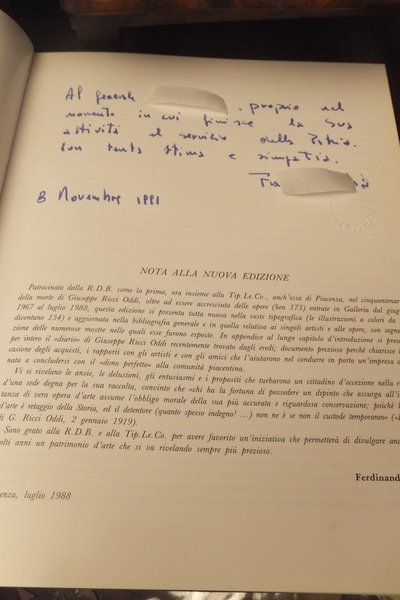 Al generale , proprio nel
momento in cui finisce la sua
attività al servizio della Patria.
Con tanta stima e simpatia.
8 Novembre 1991
NOTA ALLA NUOVA EDIZIONE
Patrocinata dalla R.D.B. come la prima, ora insieme alla Tip.Le.Co., anch'essa di Piacenza, nel cinquantenar
della morte di Giuseppe Ricci Oddi, oltre ad essere accresciuta delle opere (ben 173) entrate in Galleria dal giug
1967 al luglio 1988, questa edizione si presenta tutta nuova nella veste tipografica (le illustrazioni a colori da
diventano 154) e aggiornata nella bibliografia generale e in quella relativa ai singoli artisti e alle opere, con segna
zione delle numerose mostre nelle quali esse furono esposte. In appendice al lungo capitolo d'introduzione si prese
per intero il «diario» di Giuseppe Ricci Oddi recentemente trovato dagli eredi; documento prezioso perché chiarisce l
casione degli acquisti, i rapporti con gli artisti e con gli amici che l'aiutarono nel condurre in porto un'impresa d
nata a concludersi con il «dono perfetto» alla comunità piacentina.
Vi si rivelano le ansie, le delusioni, gli entusiasmi e i propositi che turbarono un cittadino d'eccezione nella r
d'una sede degna per la sua raccolta, convinto che «chi ha la fortuna di possedere un dipinto che assurga all'i
tanza di vera opera d'arte assume l'obbligo morale della sua più accurata e riguardosa conservazione; poichè l
d'arte è retaggio della Storia, ed il detentore (quanto spesso indegno! ...) non ne è se non il custode temporaneo» («
di G. Ricci Oddi, 2 gennaio 1919).
Sono grato alla R.D.B. e alla Tip.Le.Co. per avere favorito un'iniziativa che permetterà di divulgare anc
olti anni un patrimonio d'arte che si va rivelando sempre più prezioso.
Ferdinand
enza, luglio 1988